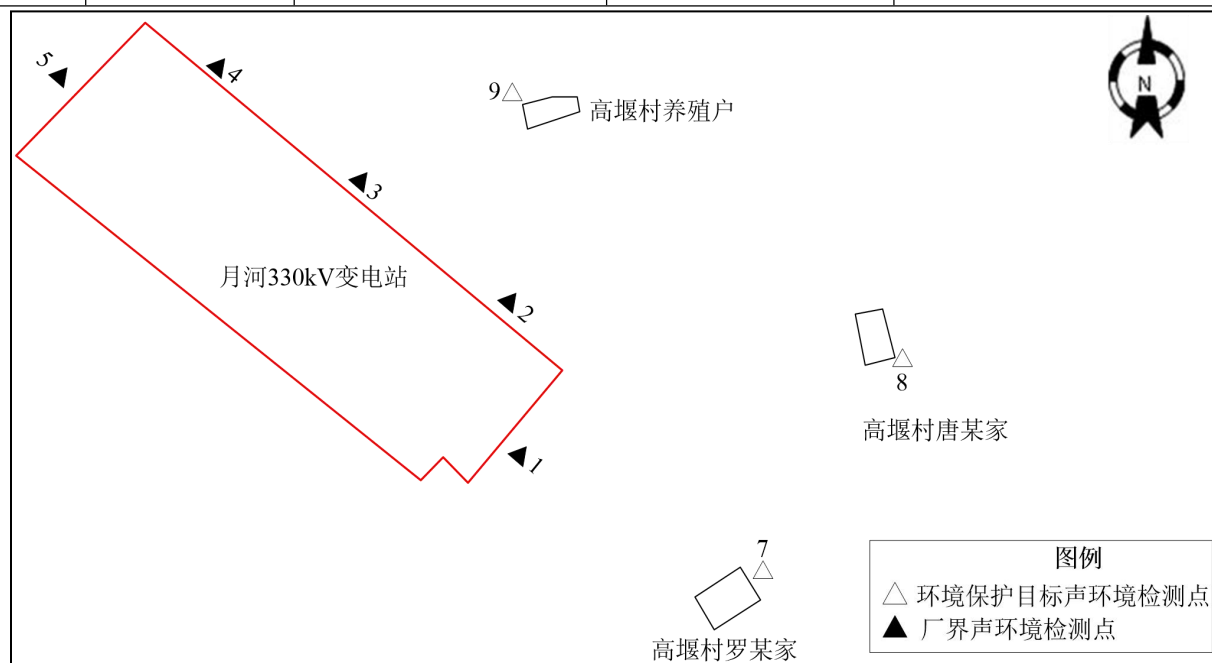 5
4
9
高堰村养殖户
N
3
月河330kV变电站
2
8
高堰村唐某家
1
7
高堰村罗某家
图例
环境保护目标声环境检测点
厂界声环境检测点